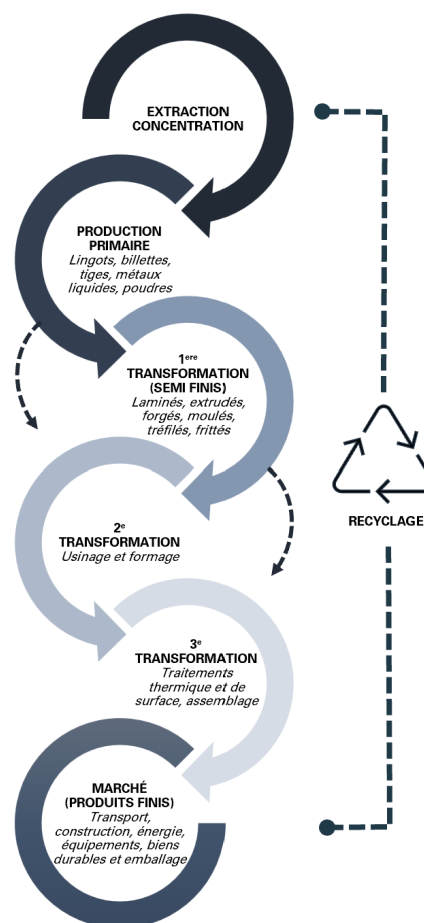 EXTRACTION
CONCENTRATION
PRODUCTION
PRIMAIRE
Lingots, billettes,
tiges, métaux
liquides, poudres
1ere
TRANSFORMATION
(SEMI FINIS)
Laminés, extrudés,
forgés, moulés,
tréfilés, frittés
RECYCLAGE
2e
TRANSFORMATION
Usinage et formage
3e
TRANSFORMATION
Traitements
thermique et de
surface, assemblage
MARCHÉ
(PRODUITS FINIS)
Transport,
construction, énergie,
équipements, biens
durables et emballage